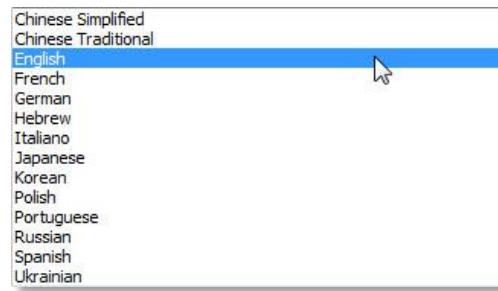 Chinese Simplified
Chinese Traditional
English
French
German
Hebrew
Italiano
Japanese
Korean
Polish
Portuguese
Russian
Spanish
Ukrainian